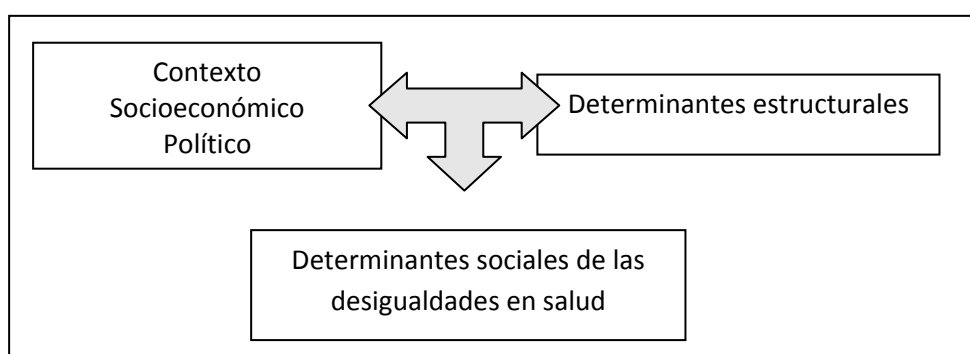 Contexto
Socioeconómico
Político
Determinantes estructurales
Determinantes sociales de las
desigualdades en salud